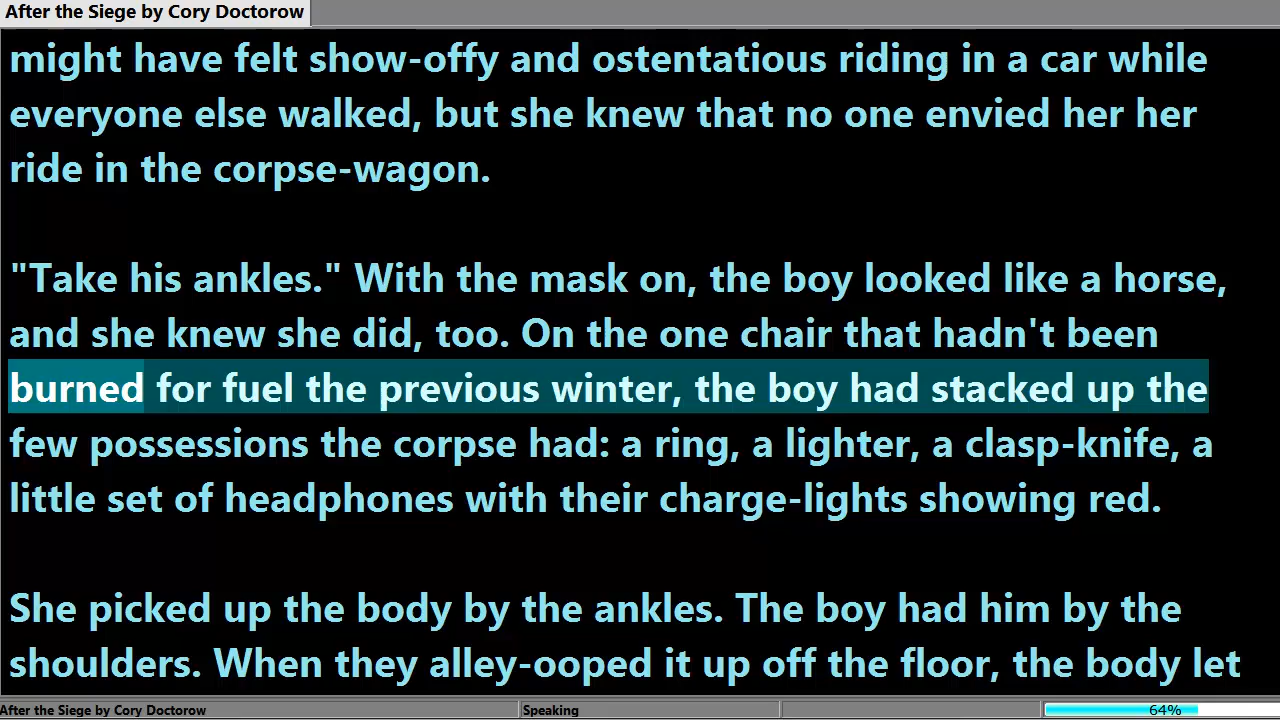 After the Siege by Cory Doctorow
might have felt show-offy and ostentatious riding in a car while
everyone else walked, but she knew that no one envied her her
ride in the corpse-wagon.
"Take his ankles." With the mask on, the boy looked like a horse,
and she knew she did, too. On the one chair that hadn't been
burned for fuel the previous winter, the boy had stacked up the
few possessions the corpse had: a ring, a lighter, a clasp-knife, a
little set of headphones with their charge-lights showing red.
She picked up the body by the ankles. The boy had him by the
shoulders. When they alley-ooped it up off the floor, the body let
After the Siege by Cory Doctorow Speaking 64%